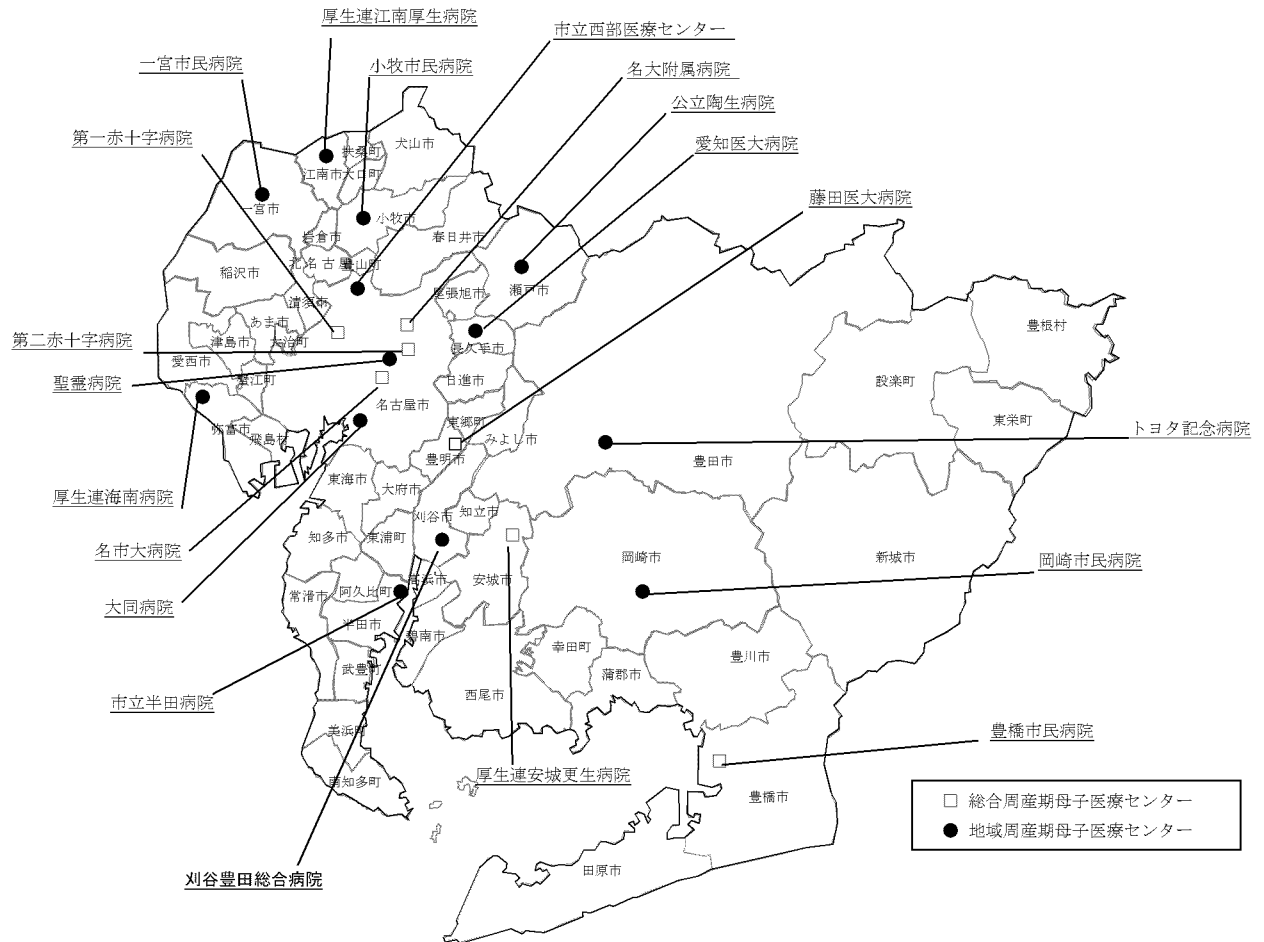 厚生連江南厚生病院
市立西部医療センター
一宮市民病院
小牧市民病院
名大附属病院
公立陶生病院
第一赤十字病院
愛知医大病院
藤田医大病院
犬山市
扶桑町
江南市
大口町
一宮市
小牧市
岩倉市
春日井市
北名古屋
豊山町
稲沢市
尾張旭市
瀬戸市
清須市
あま市
津島市
大治町
豊根村
第二赤十字病院
長久手市
愛西市
聖霊病院
蟹江町
日進市
設楽町
名古屋市
東栄町
弥富市
飛島村
東郷町
みよし市
トヨタ記念病院
豊明市
豊田市
東海市
大府市
厚生連海南病院
刈谷市
知立市
知多市
東浦町
名市大病院
岡崎市
新城市
岡崎市民病院
高浜市
安城市
阿久比町
常滑市
大同病院
半田市
碧南市
幸田町
豊川市
武豊町
蒲郡市
西尾市
市立半田病院
美浜町
豊橋市民病院
厚生連安城更生病院
南知多町
豊橋市
□ 総合周産期母子医療センター
● 地域周産期母子医療センター
田原市
刈谷豊田総合病院